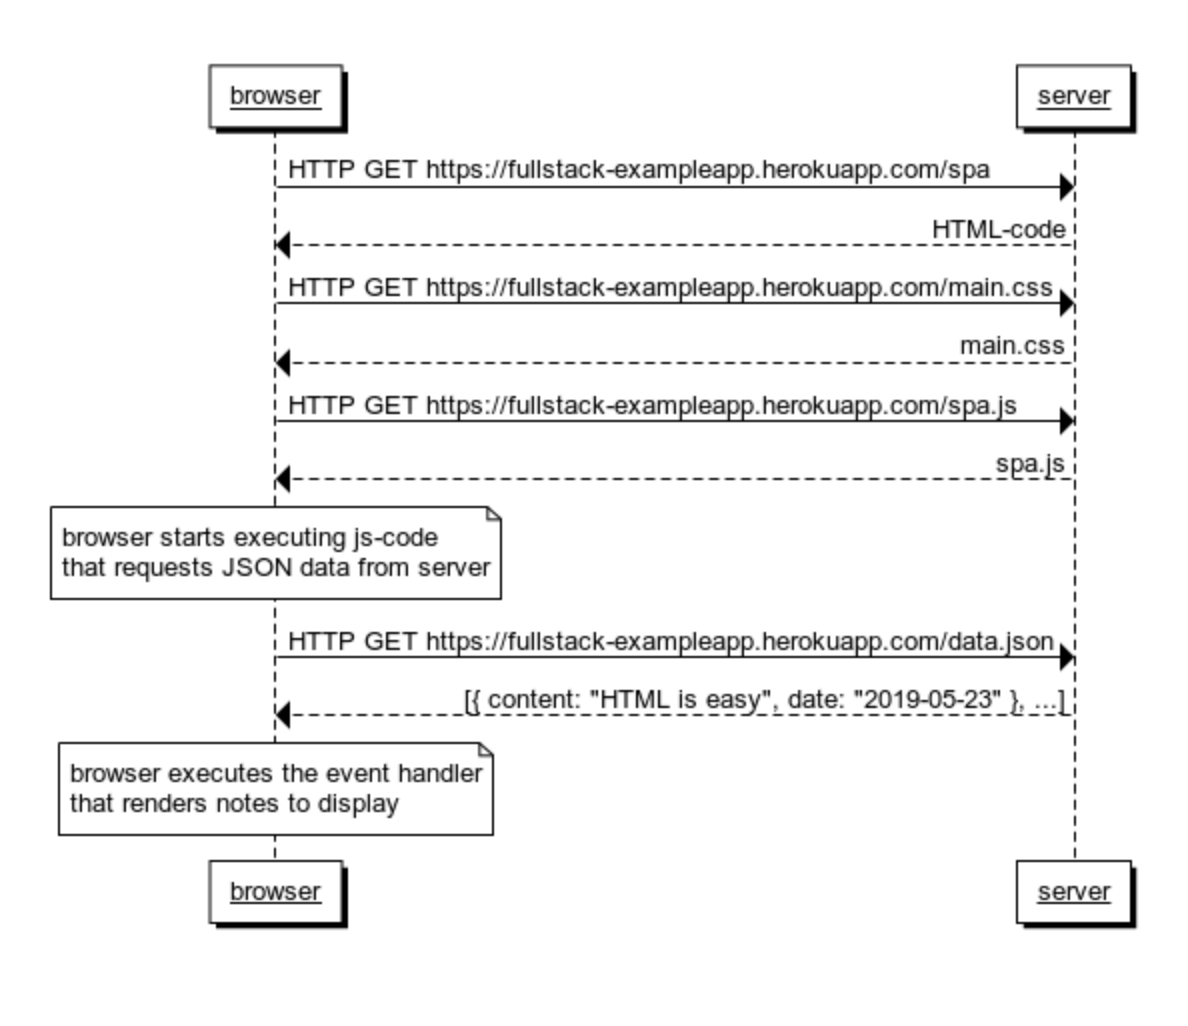 browser
server
HTTP GET https://fullstack-exampleapp.herokuapp.com/spa
HTML-code
HTTP GET https://fullstack-exampleapp.herokuapp.com/main.css
main.css
HTTP GET https://fullstack-exampleapp.herokuapp.com/spa.js
spa.js
browser starts executing js-code
that requests JSON data from server
HTTP GET https://fullstack-exampleapp.herokuapp.com/data.json
[{ content: "HTML is easy", date: "2019-05-23" }, ...]
browser executes the event handler
that renders notes to display
browser
server